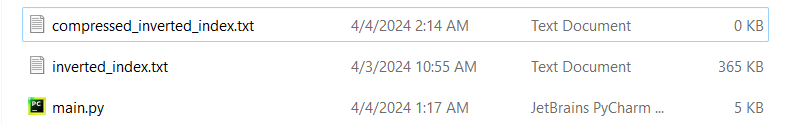 compressed_inverted_index.txt 4/4/2024 2:14 AM Text Document 0 KB
inverted_index.txt 4/3/2024 10:55 AM Text Document 365 KB
PC main.py 4/4/2024 1:17 AM JetBrains PyCharm ... 5 KB